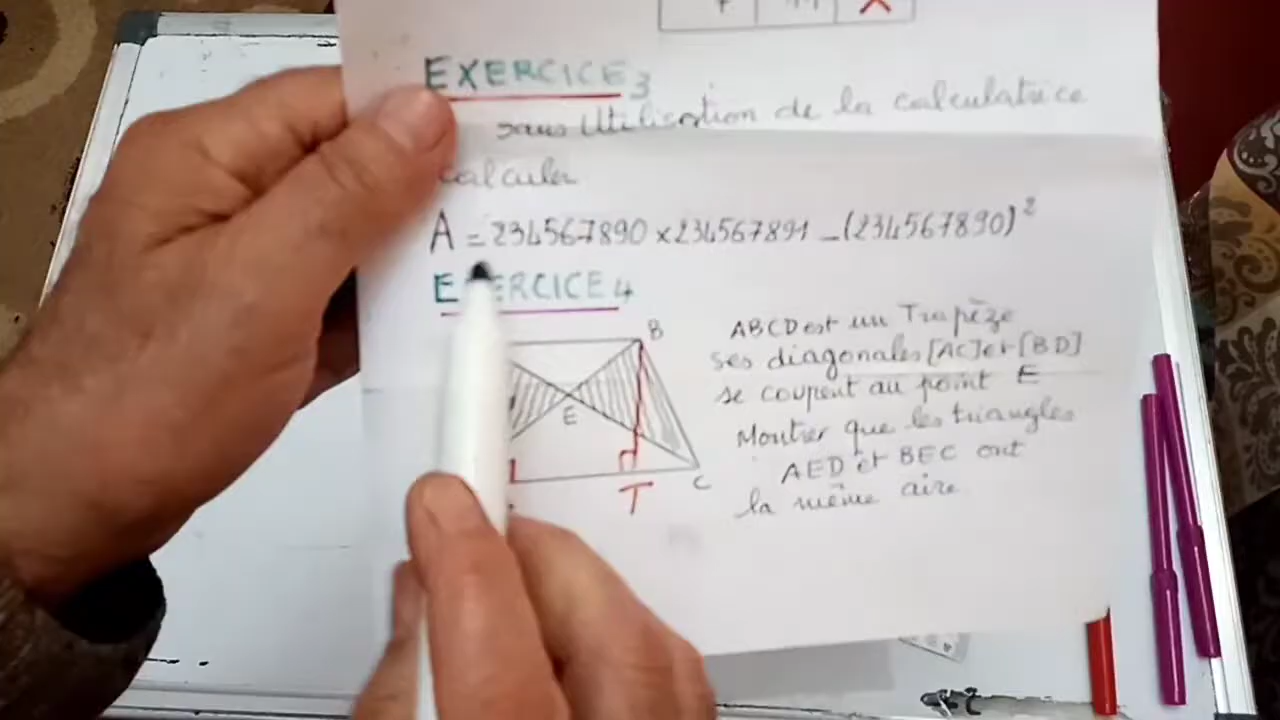 EXERCICE 3
sans Utilisation de la calculatrice
calculer
A = 234567890 × 234567891 – (234567890)²
EXERCICE 4
B
ABCD est un Trapèze
ses diagonales [AC] et [BD]
se coupent au point E
E
Montrer que les triangles
AED et BEC ont
T
C
la même aire